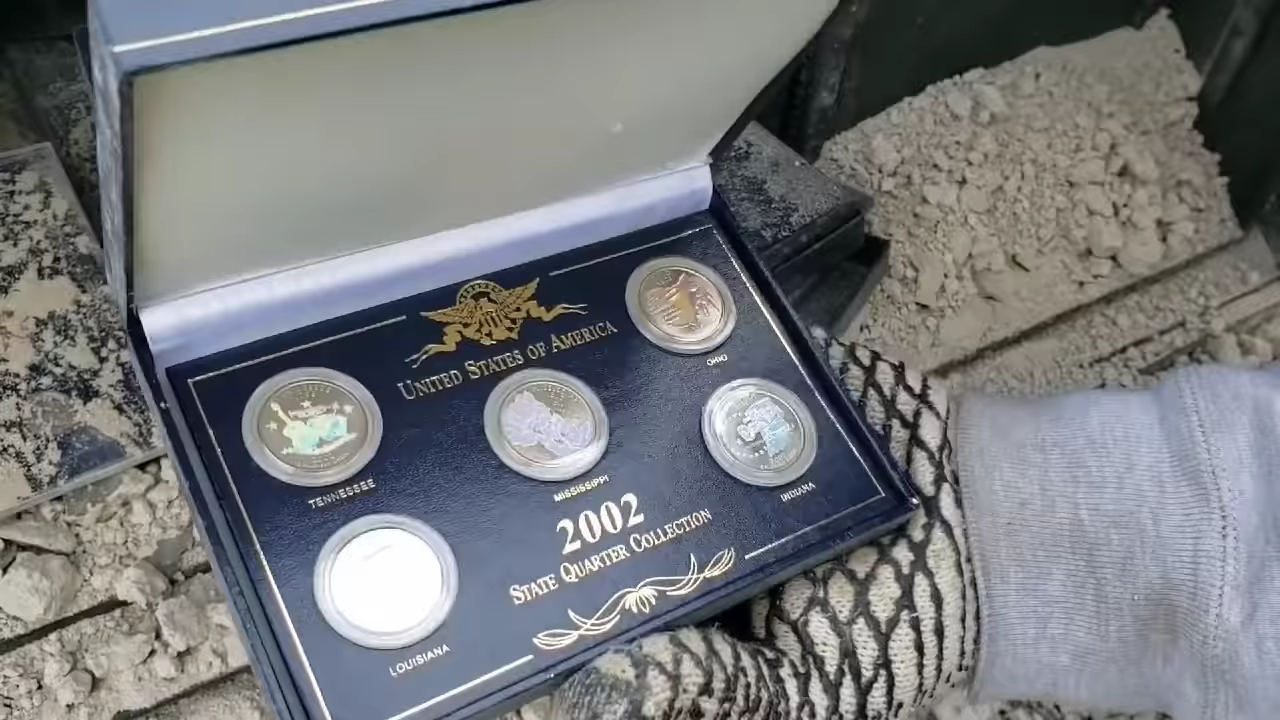 UNITED STATES OF AMERICA
OHIO
TENNESSEE
MISSISSIPPI
INDIANA
2002
STATE QUARTER COLLECTION
LOUISIANA